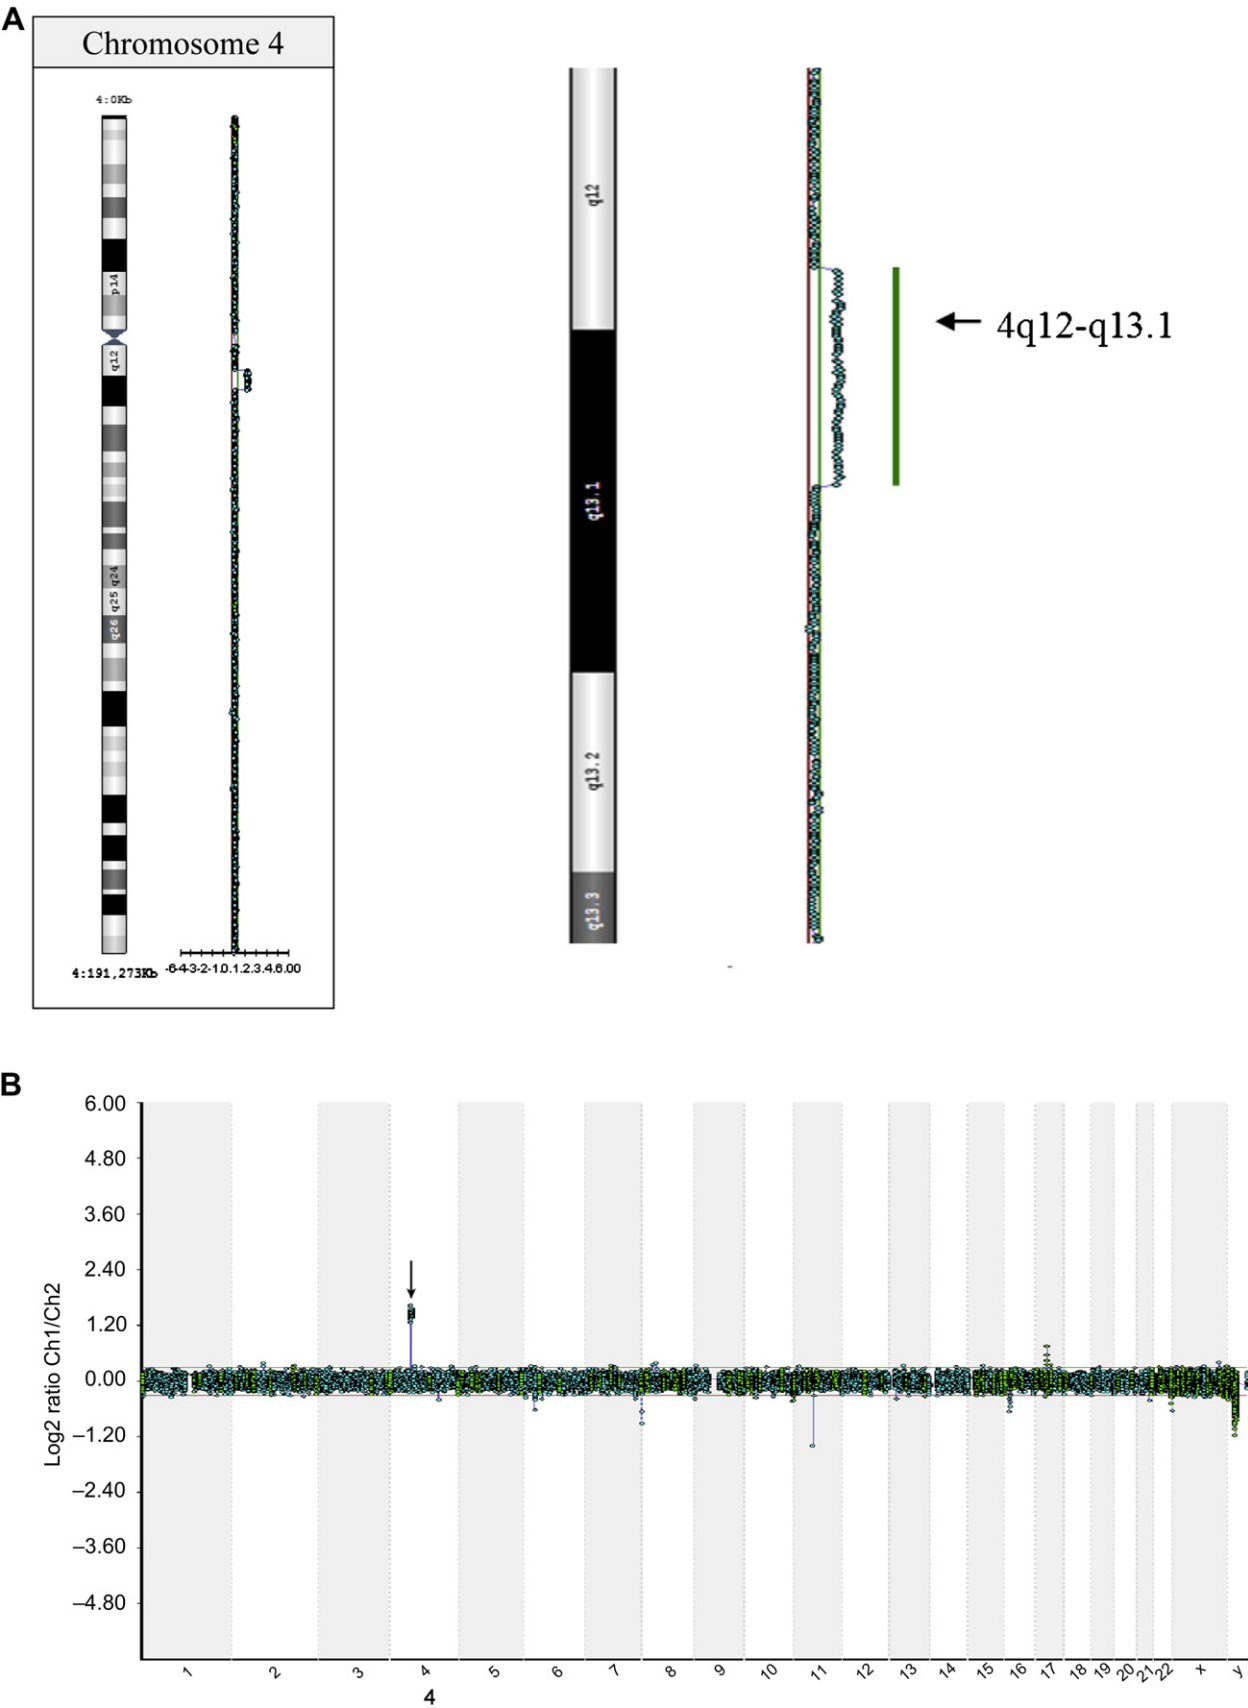 A
Chromosome 4
4:0Kb
p14
q12
q24
q25
q26
4:191,273Kb
-6-4-3-2-1.0.1.2.3.4.6.00
q12
q13.1
q13.2
q13.3
4q12-q13.1
B
Log2 ratio Ch1/Ch2
6.00
4.80
3.60
2.40
1.20
0.00
–1.20
–2.40
–3.60
–4.80
1 2 3 4 5 6 7 8 9 10 11 12 13 14 15 16 17 18 19 20 21 22 x y
4